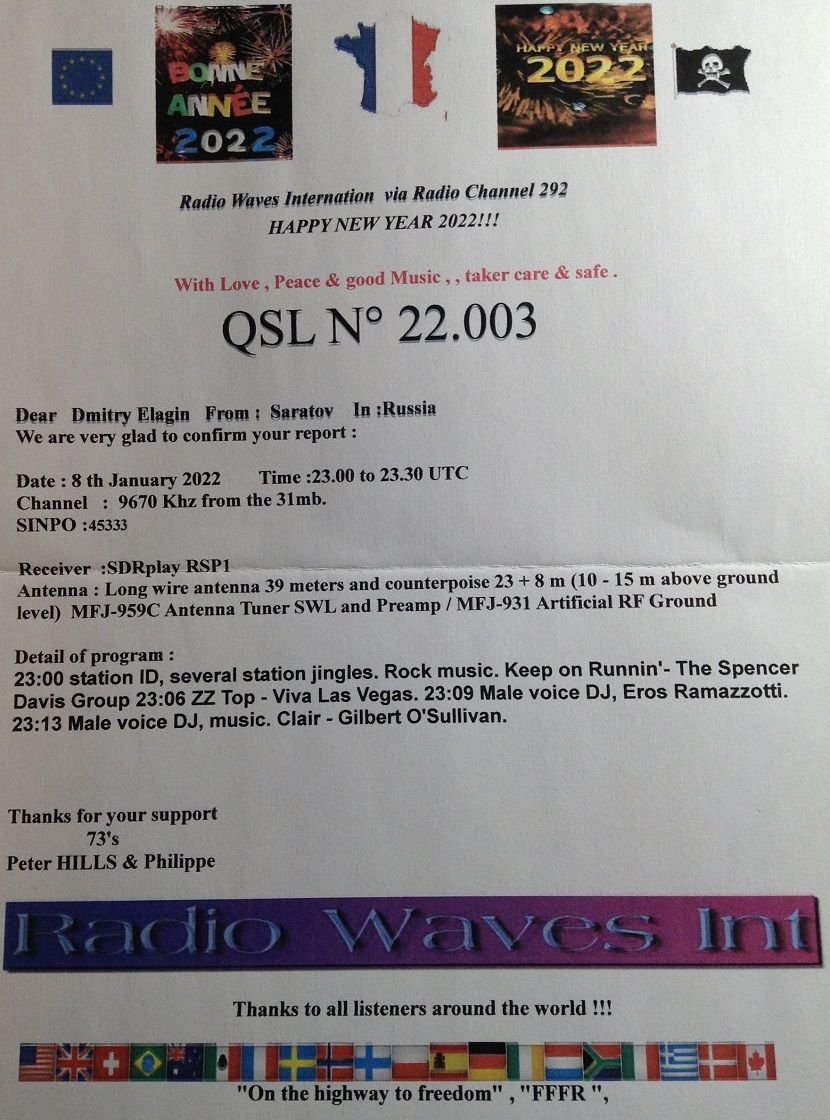 BONNE
ANNÉE
2022
HAPPY NEW YEAR
2022
Radio Waves Internation via Radio Channel 292
HAPPY NEW YEAR 2022!!!
With Love , Peace & good Music , , taker care & safe .
QSL N° 22.003
Dear Dmitry Elagin From : Saratov In :Russia
We are very glad to confirm your report :
Date : 8 th January 2022 Time :23.00 to 23.30 UTC
Channel : 9670 Khz from the 31mb.
SINPO :45333
Receiver :SDRplay RSP1
Antenna : Long wire antenna 39 meters and counterpoise 23 + 8 m (10 - 15 m above ground
level) MFJ-959C Antenna Tuner SWL and Preamp / MFJ-931 Artificial RF Ground
Detail of program :
23:00 station ID, several station jingles. Rock music. Keep on Runnin'- The Spencer
Davis Group 23:06 ZZ Top - Viva Las Vegas. 23:09 Male voice DJ, Eros Ramazzotti.
23:13 Male voice DJ, music. Clair - Gilbert O'Sullivan.
Thanks for your support
73's
Peter HILLS & Philippe
Radio Waves Int
Thanks to all listeners around the world !!!
"On the highway to freedom" , "FFFR ",